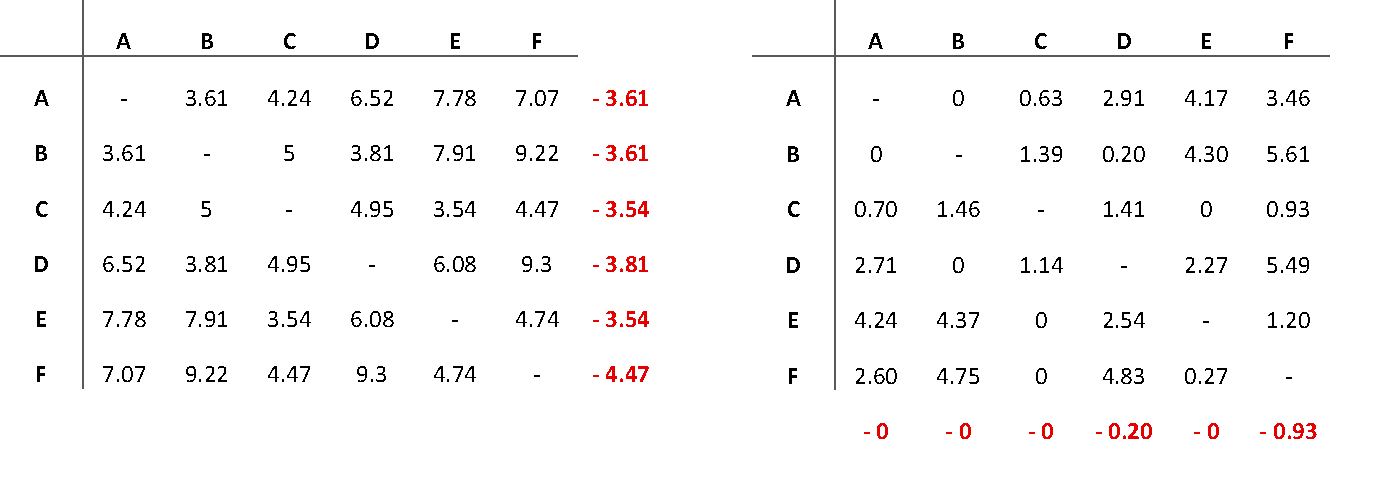 A B C D E F
A - 3.61 4.24 6.52 7.78 7.07 - 3.61
B 3.61 - 5 3.81 7.91 9.22 - 3.61
C 4.24 5 - 4.95 3.54 4.47 - 3.54
D 6.52 3.81 4.95 - 6.08 9.3 - 3.81
E 7.78 7.91 3.54 6.08 - 4.74 - 3.54
F 7.07 9.22 4.47 9.3 4.74 - - 4.47
A B C D E F
A - 0 0.63 2.91 4.17 3.46
B 0 - 1.39 0.20 4.30 5.61
C 0.70 1.46 - 1.41 0 0.93
D 2.71 0 1.14 - 2.27 5.49
E 4.24 4.37 0 2.54 - 1.20
F 2.60 4.75 0 4.83 0.27 -
- 0 - 0 - 0 - 0.20 - 0 - 0.93